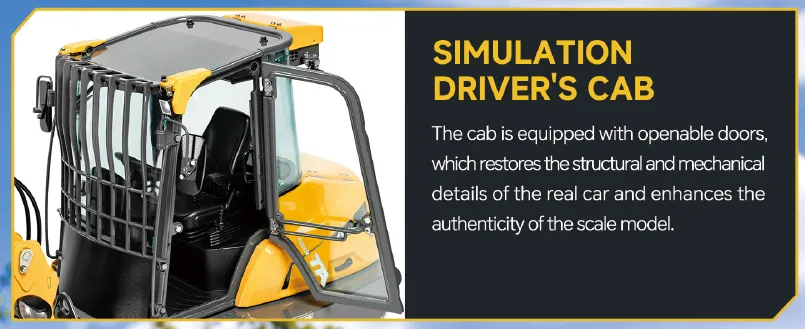 SIMULATION
DRIVER'S CAB
The cab is equipped with openable doors,
which restores the structural and mechanical
details of the real car and enhances the
authenticity of the scale model.